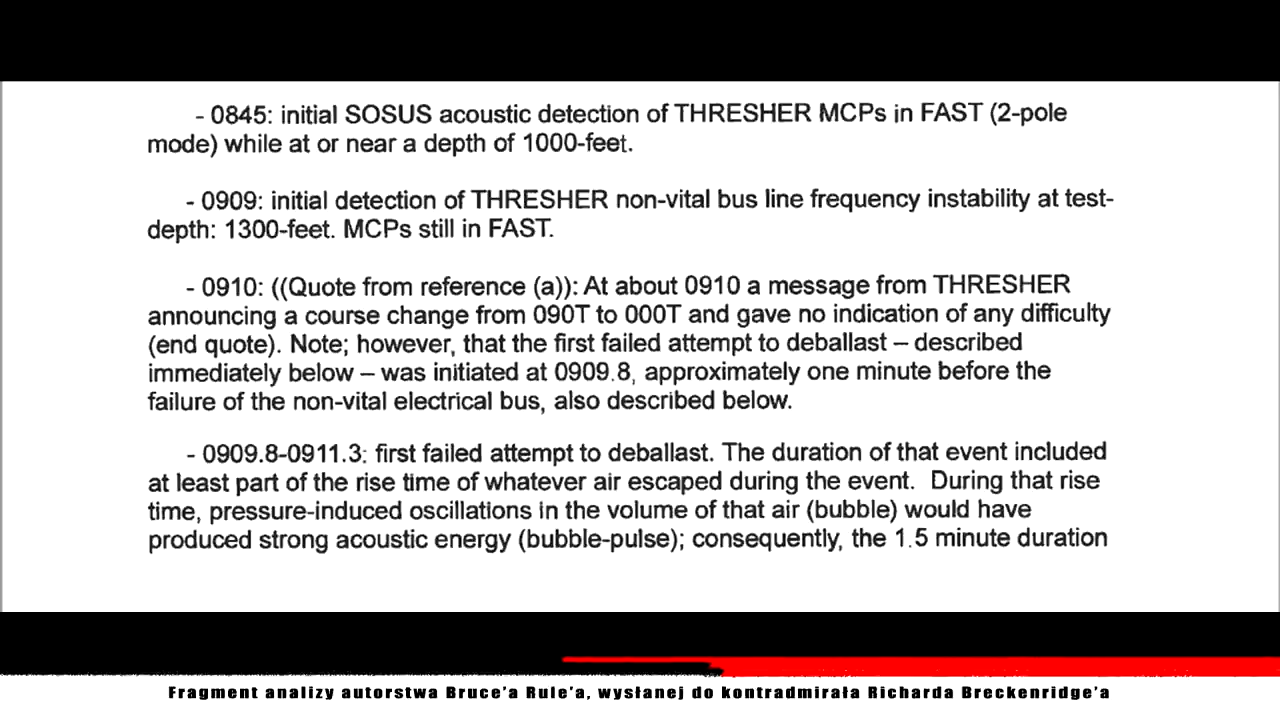 - 0845: initial SOSUS acoustic detection of THRESHER MCPs in FAST (2-pole
mode) while at or near a depth of 1000-feet.
- 0909: initial detection of THRESHER non-vital bus line frequency instability at test-
depth: 1300-feet. MCPs still in FAST.
- 0910: ((Quote from reference (a)): At about 0910 a message from THRESHER
announcing a course change from 090T to 000T and gave no indication of any difficulty
(end quote). Note; however, that the first failed attempt to deballast – described
immediately below – was initiated at 0909.8, approximately one minute before the
failure of the non-vital electrical bus, also described below.
- 0909.8-0911.3: first failed attempt to deballast. The duration of that event included
at least part of the rise time of whatever air escaped during the event. During that rise
time, pressure-induced oscillations in the volume of that air (bubble) would have
produced strong acoustic energy (bubble-pulse); consequently, the 1.5 minute duration
Fragment analizy autorstwa Bruce'a Rule'a, wysłanej do kontradmirała Richarda Breckenridge'a